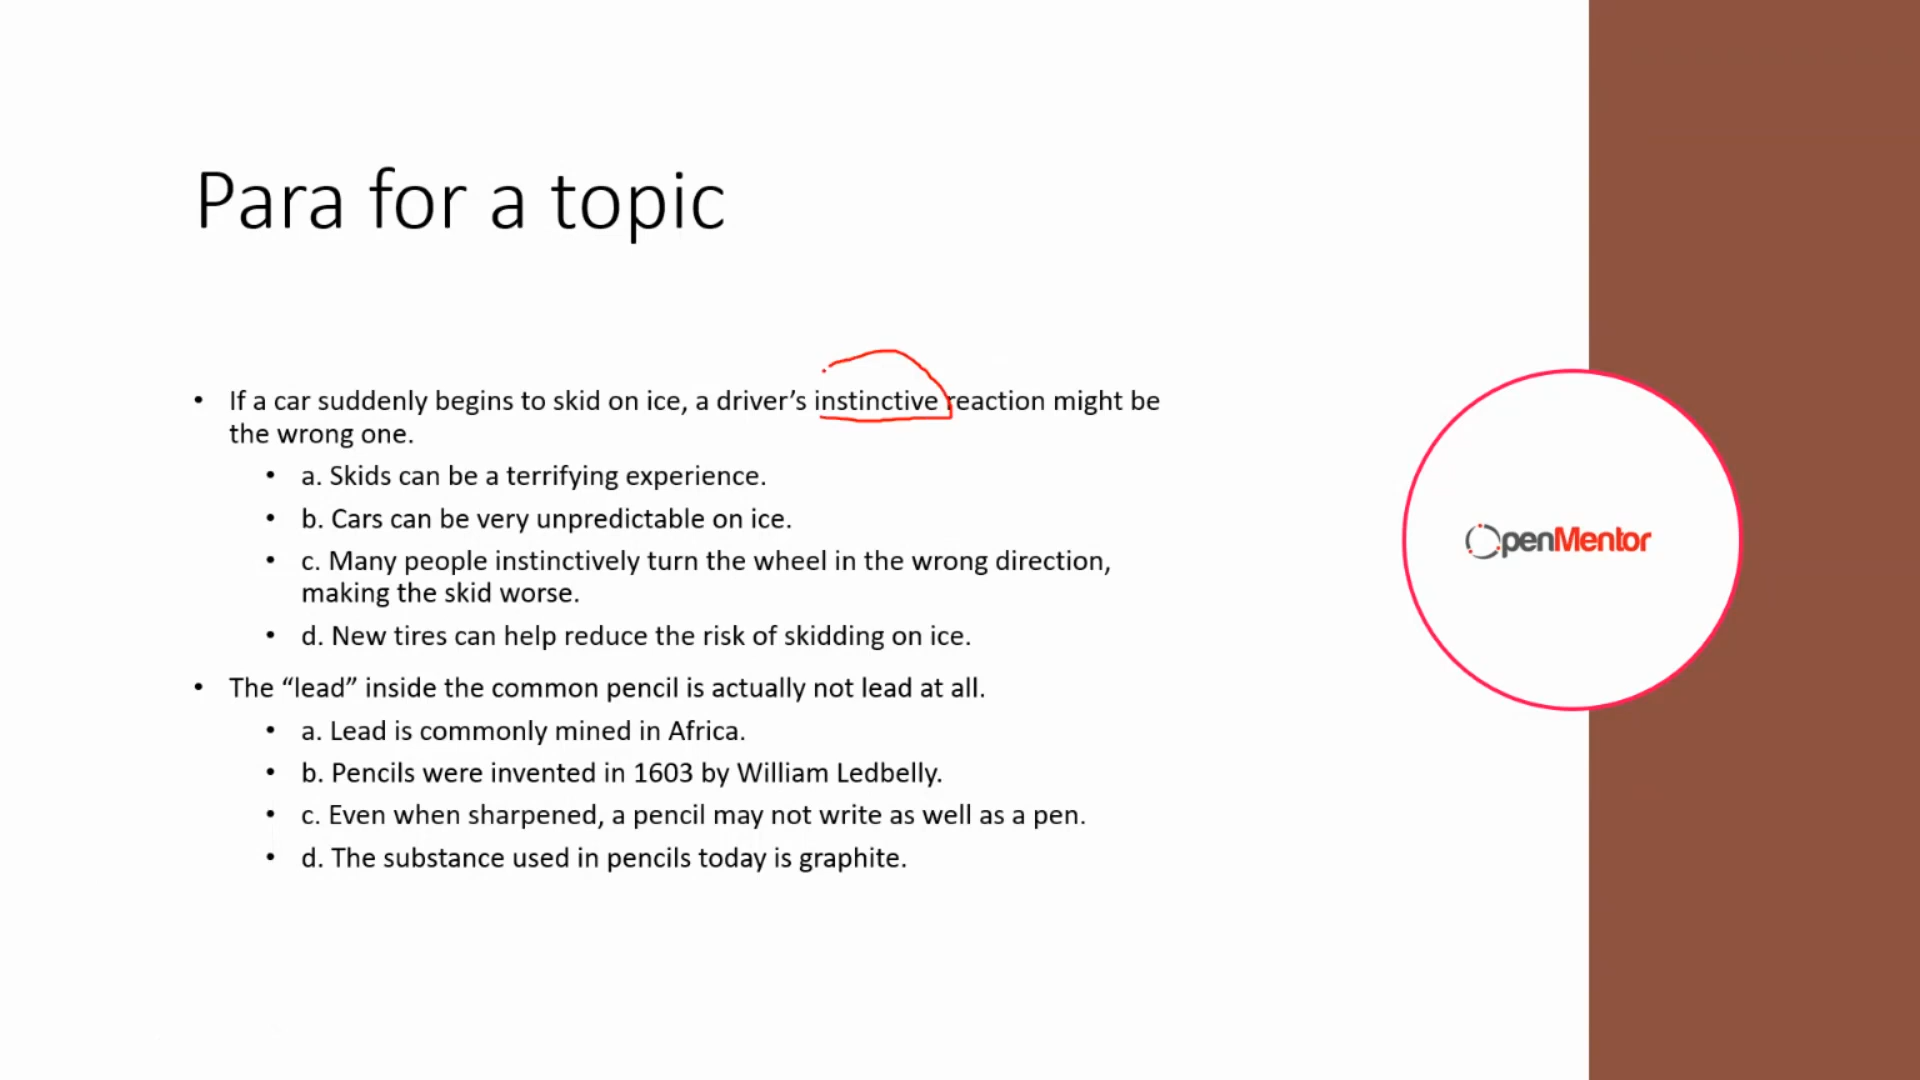 Para for a topic
• If a car suddenly begins to skid on ice, a driver’s instinctive reaction might be
the wrong one.
• a. Skids can be a terrifying experience.
• b. Cars can be very unpredictable on ice.
• c. Many people instinctively turn the wheel in the wrong direction,
making the skid worse.
• d. New tires can help reduce the risk of skidding on ice.
• The “lead” inside the common pencil is actually not lead at all.
• a. Lead is commonly mined in Africa.
• b. Pencils were invented in 1603 by William Ledbelly.
• c. Even when sharpened, a pencil may not write as well as a pen.
• d. The substance used in pencils today is graphite.
OpenMentor